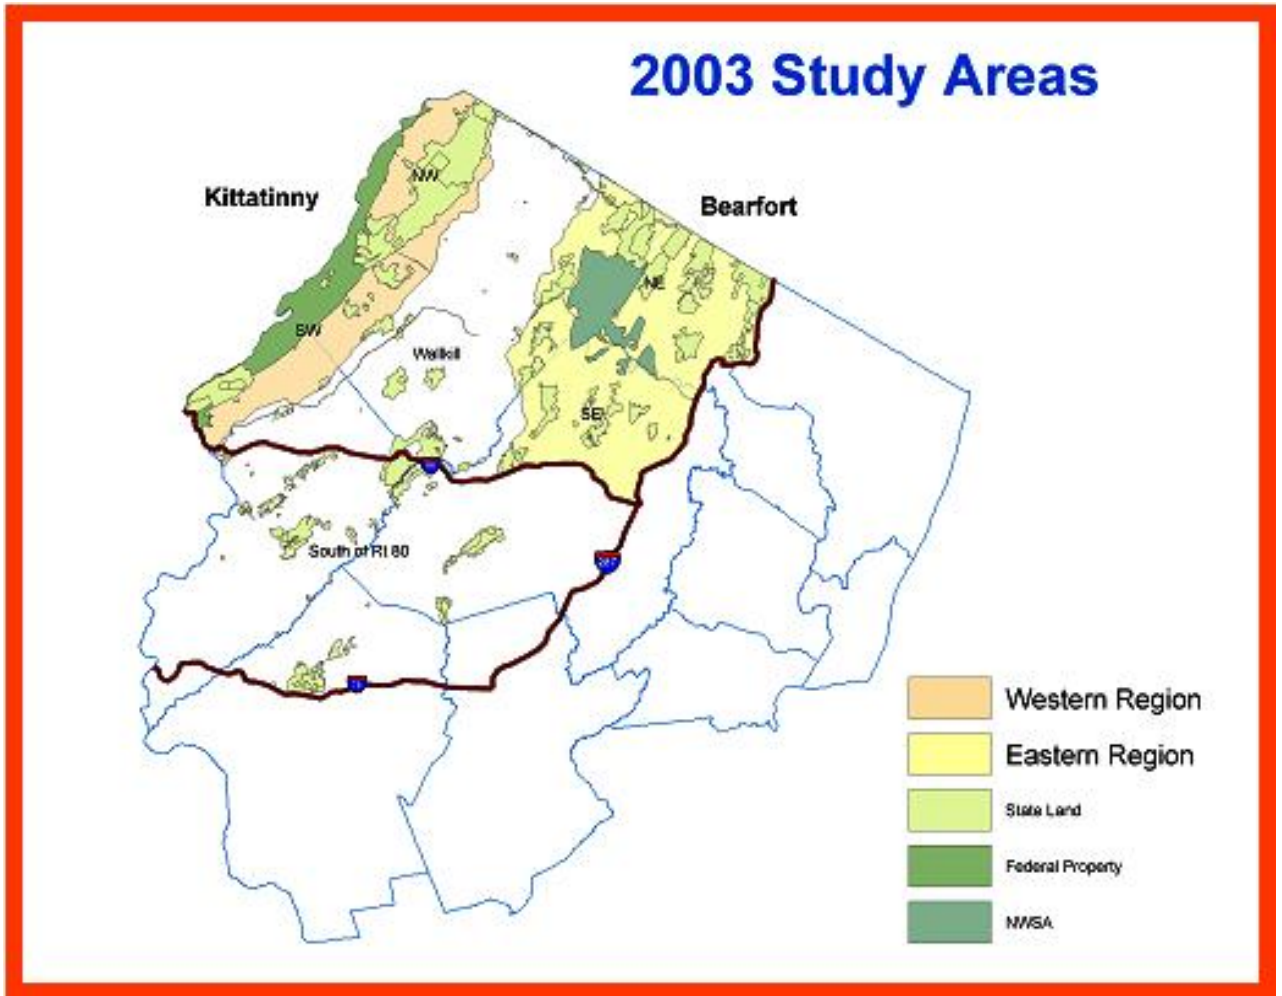 2003 Study Areas
Kittatinny
NW
Bearfort
NE
SW
Wallkill
SE
South of Rt 80
287
Western Region
Eastern Region
State Land
Federal Property
NWSA